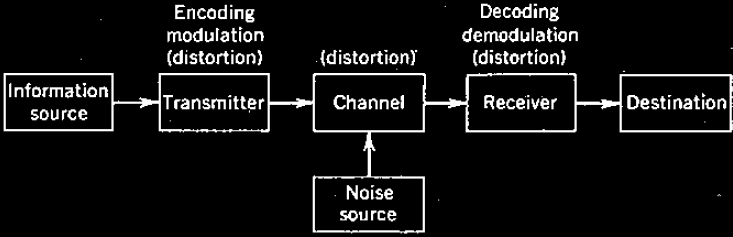 Encoding
modulation
(distortion)
(distortion)
Decoding
demodulation
(distortion)
Information
source
Transmitter
Channel
Receiver
Destination
Noise
source